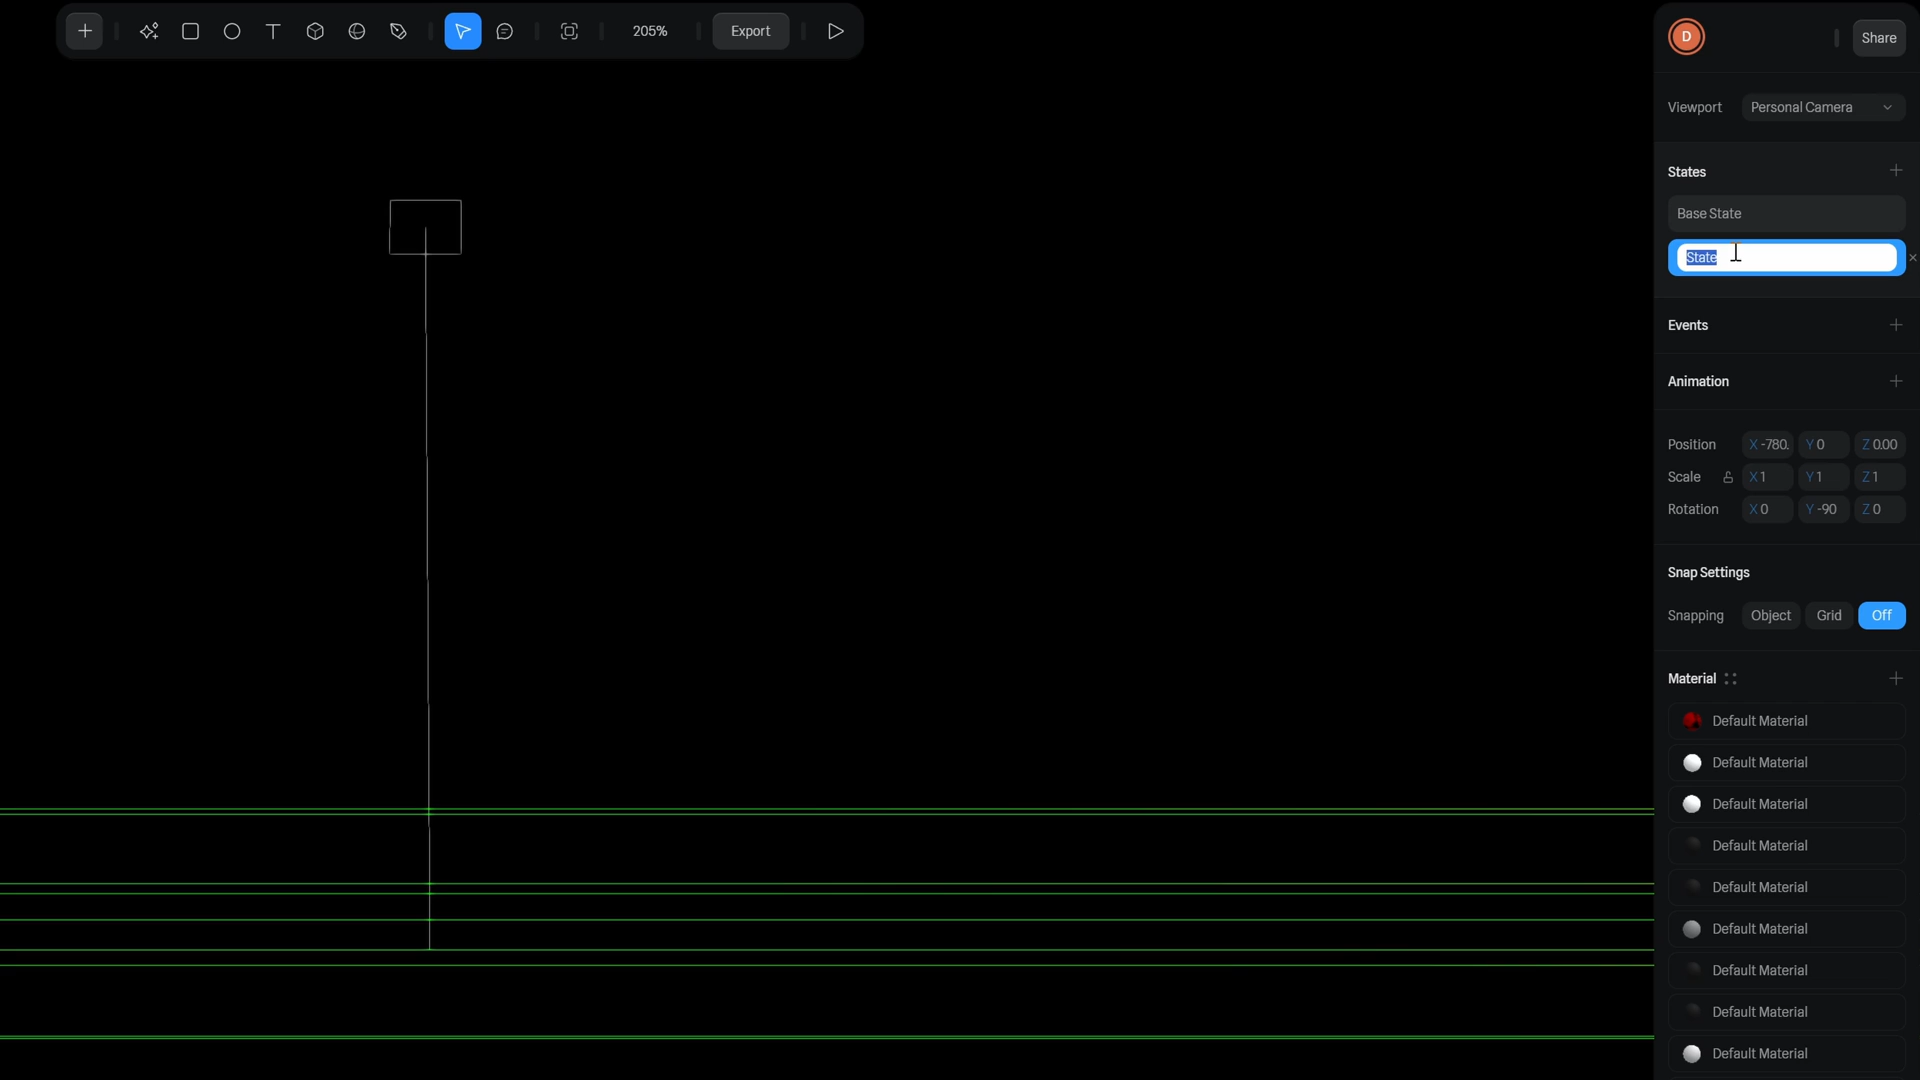 205%
Export
D
Share
Viewport Personal Camera
States
Base State
State
Events
Animation
Position X -780. Y 0 Z 0.00
Scale X 1 Y 1 Z 1
Rotation X 0 Y -90 Z 0
Snap Settings
Snapping Object Grid Off
Material
Default Material
Default Material
Default Material
Default Material
Default Material
Default Material
Default Material
Default Material
Default Material